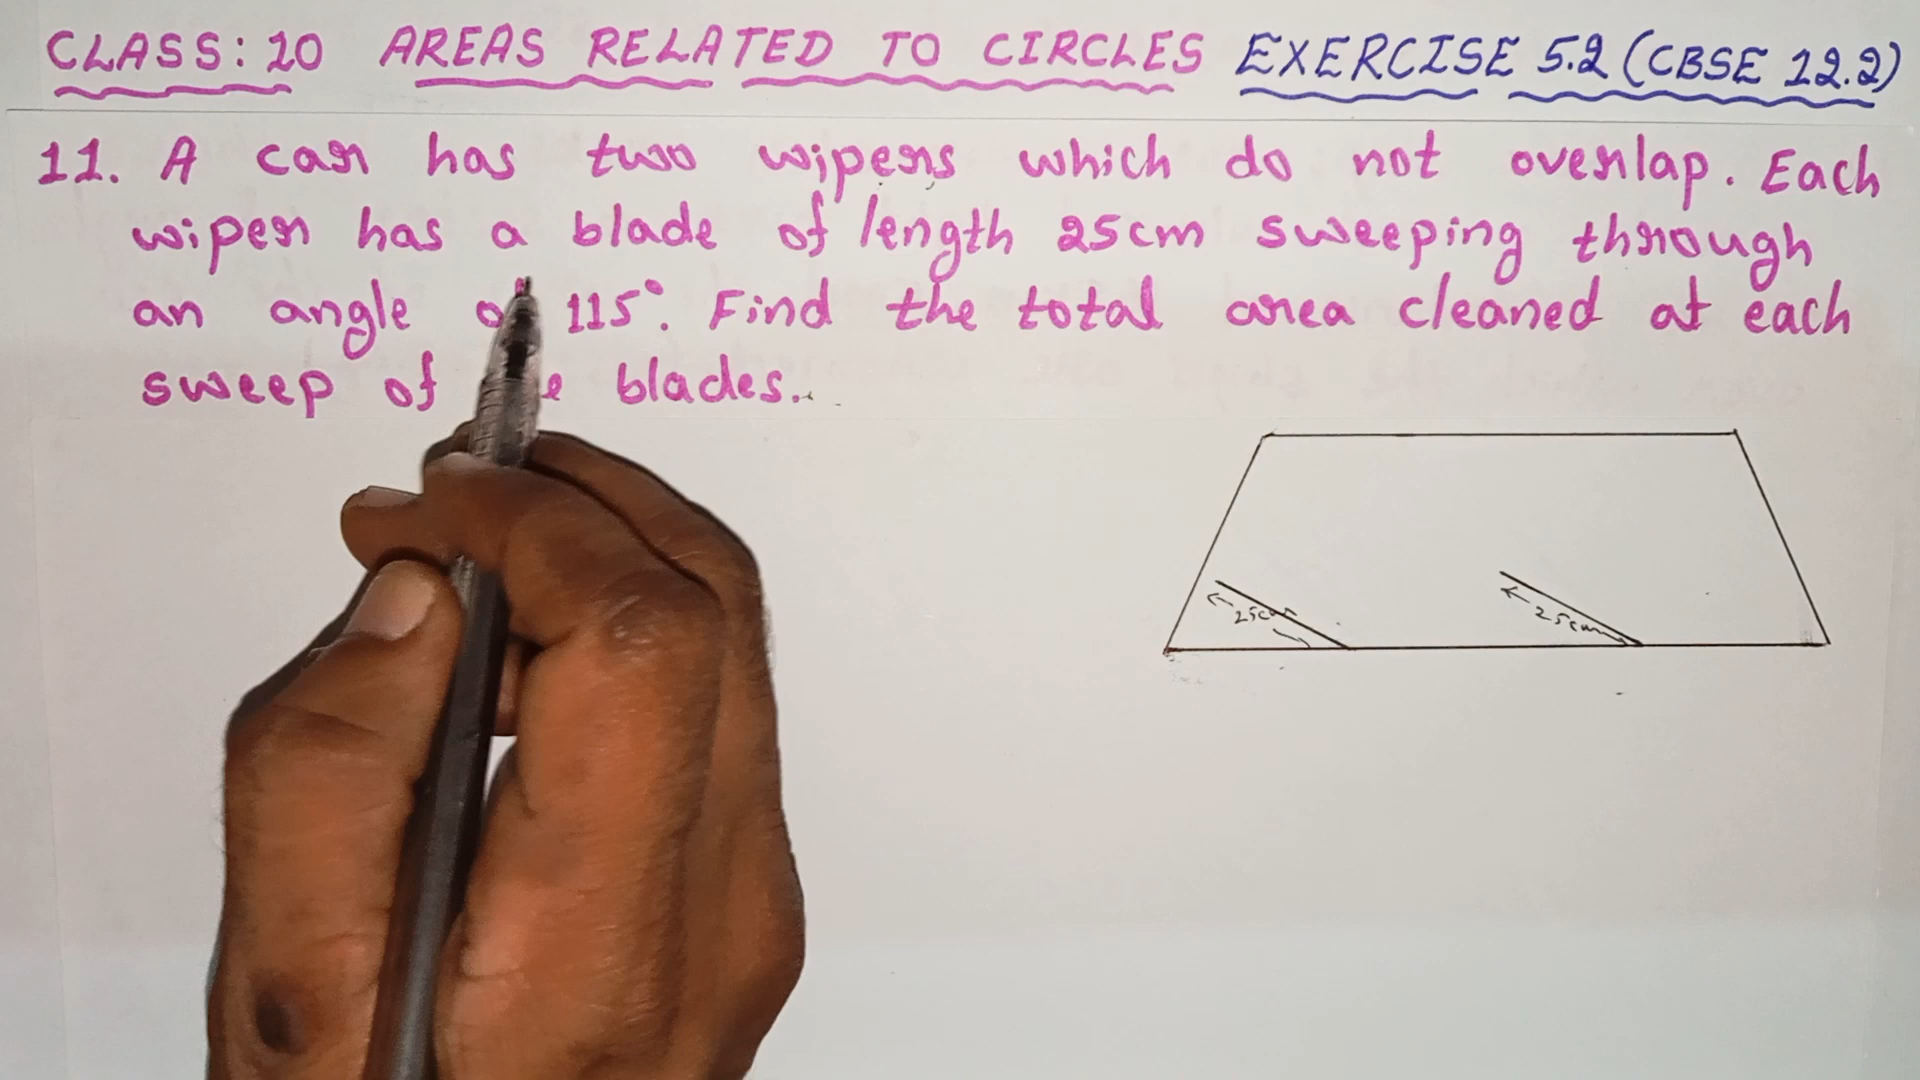 CLASS: 10 AREAS RELATED TO CIRCLES EXERCISE 5.2 (CBSE 12.2)
11. A car has two wipers which do not overlap. Each
wiper has a blade of length 25cm sweeping through
an angle 115°. Find the total area cleaned at each
sweep of blades.
25cm
25cm